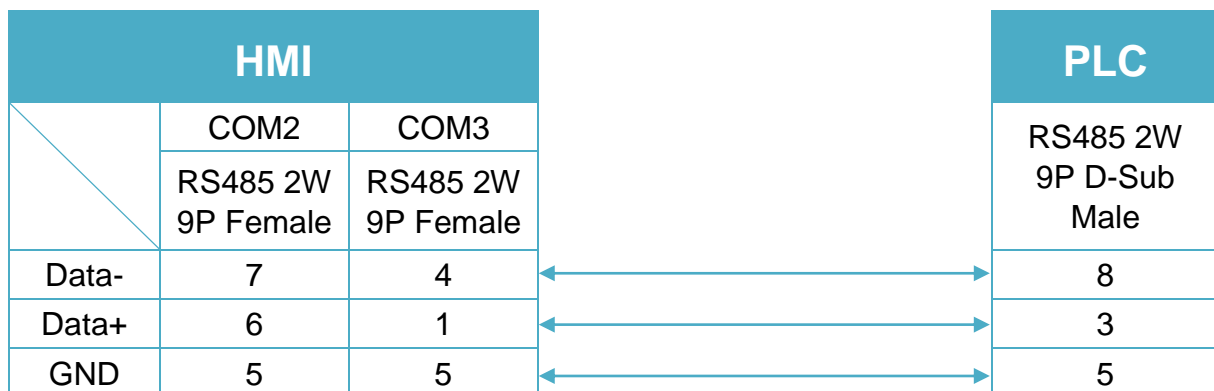 HMI PLC
COM2 COM3
RS485 2W
9P Female
RS485 2W
9P Female
RS485 2W
9P D-Sub
Male
Data- 7 4 8
Data+ 6 1 3
GND 5 5 5